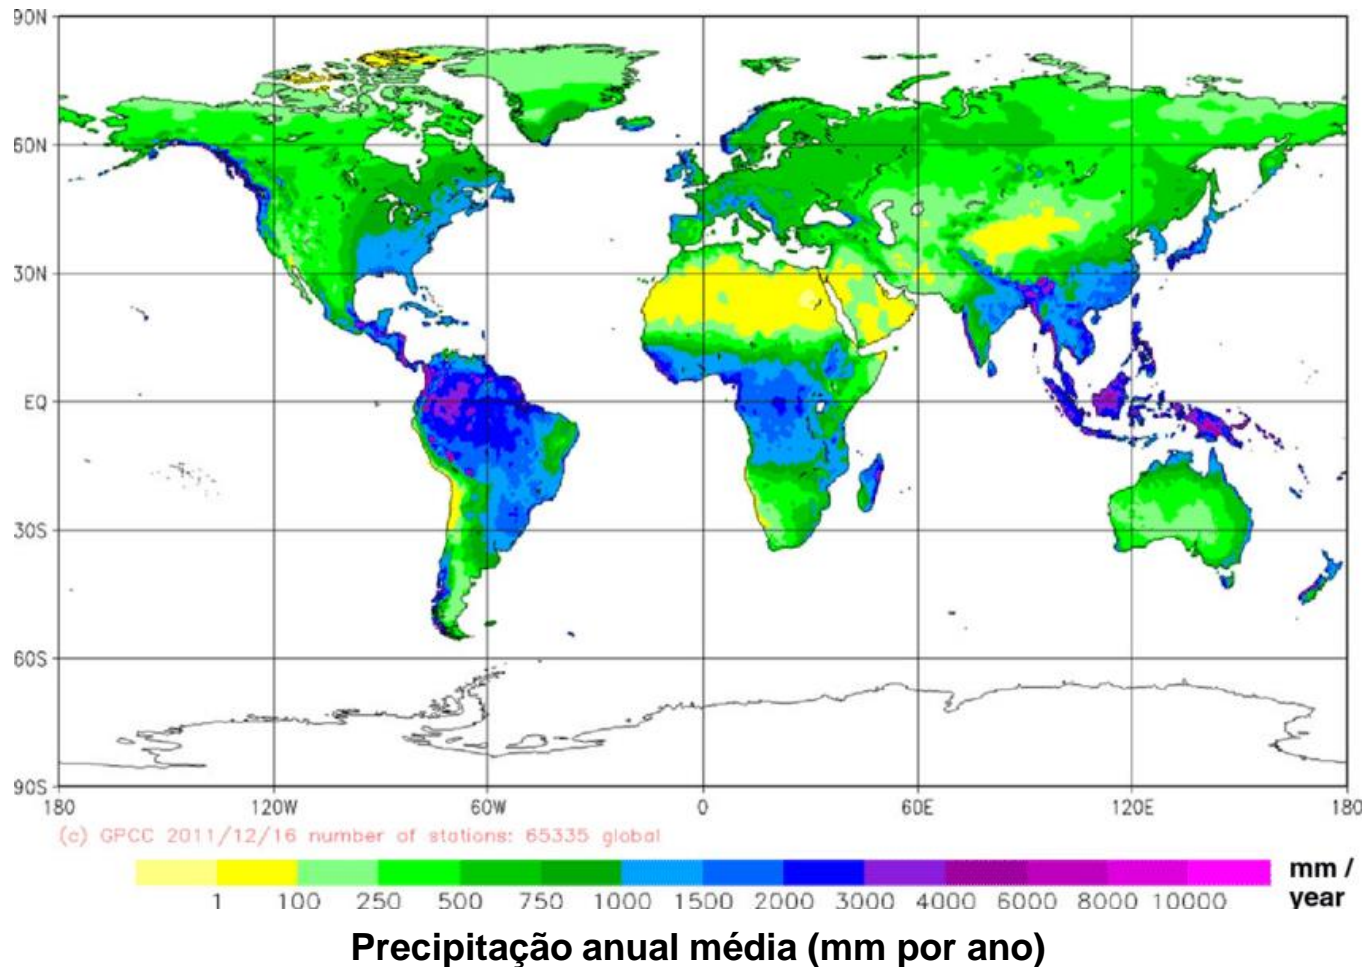 90N
60N
30N
EQ
30S
60S
90S
180 120W 60W 0 60E 120E 180
(c) GPCC 2011/12/16 number of stations: 65335 global
1 100 250 500 750 1000 1500 2000 3000 4000 6000 8000 10000
mm /
year
Precipitação anual média (mm por ano)